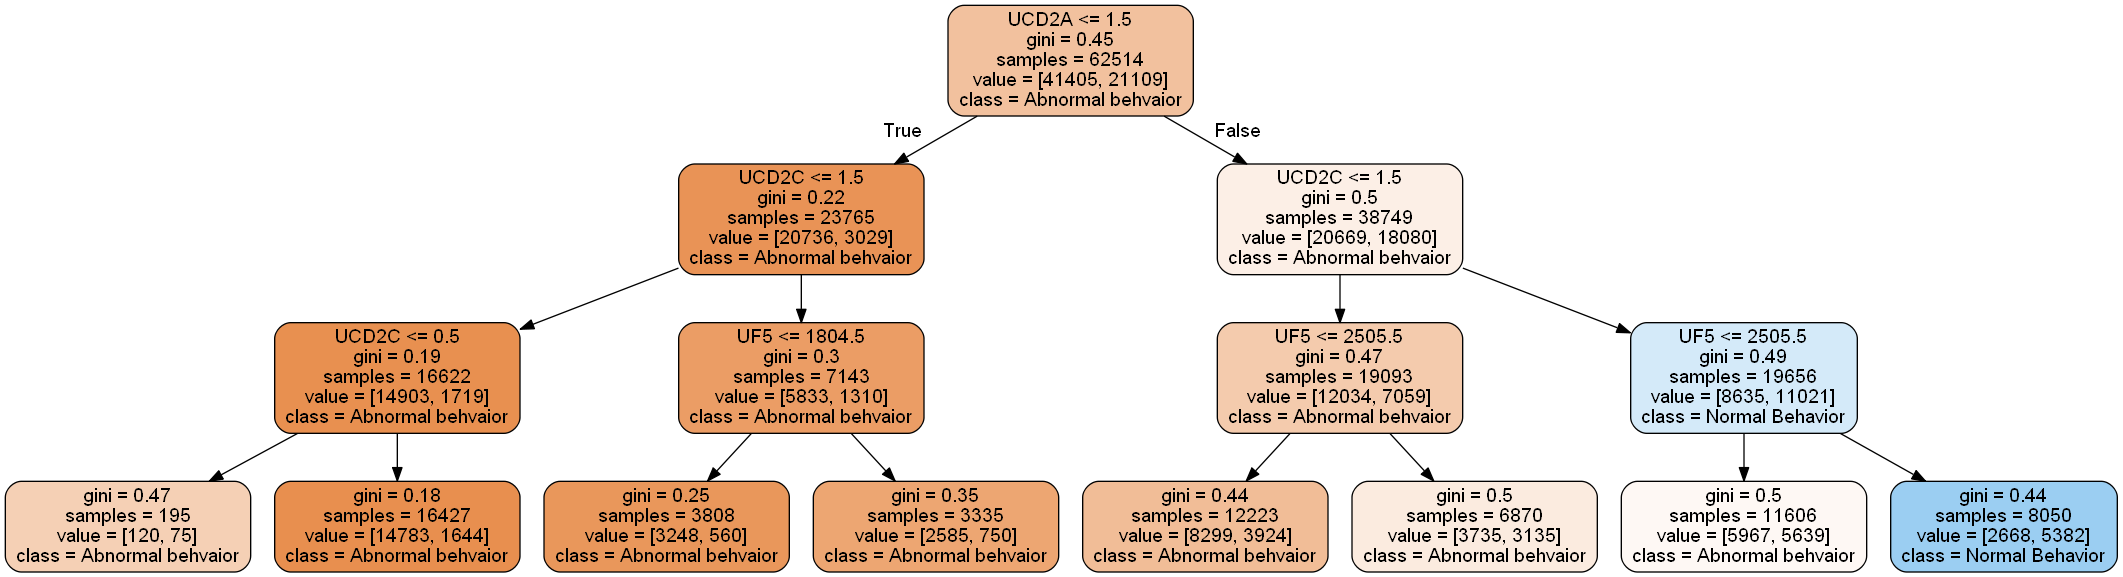 UCD2A <= 1.5
gini = 0.45
samples = 62514
value = [41405, 21109]
class = Abnormal behvaior
True
False
UCD2C <= 1.5
gini = 0.22
samples = 23765
value = [20736, 3029]
class = Abnormal behvaior
UCD2C <= 1.5
gini = 0.5
samples = 38749
value = [20669, 18080]
class = Abnormal behvaior
UCD2C <= 0.5
gini = 0.19
samples = 16622
value = [14903, 1719]
class = Abnormal behvaior
UF5 <= 1804.5
gini = 0.3
samples = 7143
value = [5833, 1310]
class = Abnormal behvaior
UF5 <= 2505.5
gini = 0.47
samples = 19093
value = [12034, 7059]
class = Abnormal behvaior
UF5 <= 2505.5
gini = 0.49
samples = 19656
value = [8635, 11021]
class = Normal Behavior
gini = 0.47
samples = 195
value = [120, 75]
class = Abnormal behvaior
gini = 0.18
samples = 16427
value = [14783, 1644]
class = Abnormal behvaior
gini = 0.25
samples = 3808
value = [3248, 560]
class = Abnormal behvaior
gini = 0.35
samples = 3335
value = [2585, 750]
class = Abnormal behvaior
gini = 0.44
samples = 12223
value = [8299, 3924]
class = Abnormal behvaior
gini = 0.5
samples = 6870
value = [3735, 3135]
class = Abnormal behvaior
gini = 0.5
samples = 11606
value = [5967, 5639]
class = Abnormal behvaior
gini = 0.44
samples = 8050
value = [2668, 5382]
class = Normal Behavior